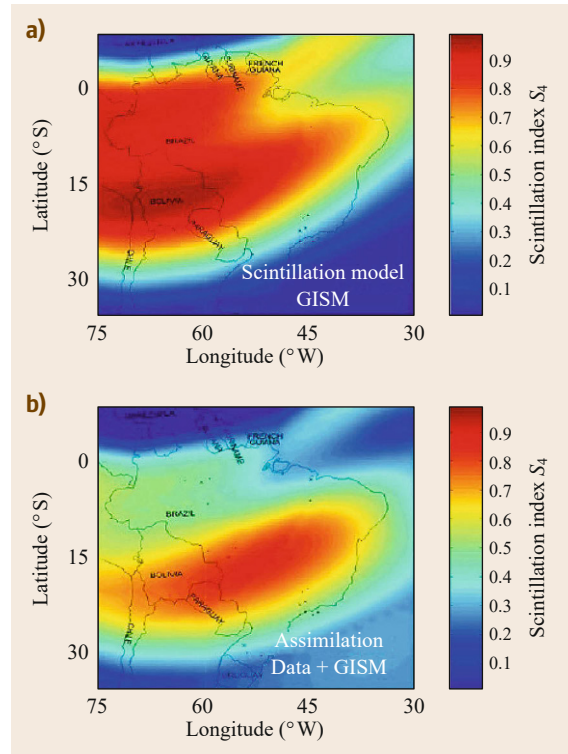 a)
FRENCH
GUIANA
GUYANA
SURINAME
BRAZIL
BOLIVIA
PARAGUAY
CHILE
Scintillation model
GISM
0
15
30
Latitude (° S)
75 60 45 30
Longitude (° W)
0.9
0.8
0.7
0.6
0.5
0.4
0.3
0.2
0.1
Scintillation index S4
b)
FRENCH
GUIANA
BRAZIL
BOLIVIA
PARAGUAY
CHILE
URUGUAY
Assimilation
Data + GISM
0
15
30
Latitude (° S)
75 60 45 30
Longitude (° W)
0.9
0.8
0.7
0.6
0.5
0.4
0.3
0.2
0.1
Scintillation index S4